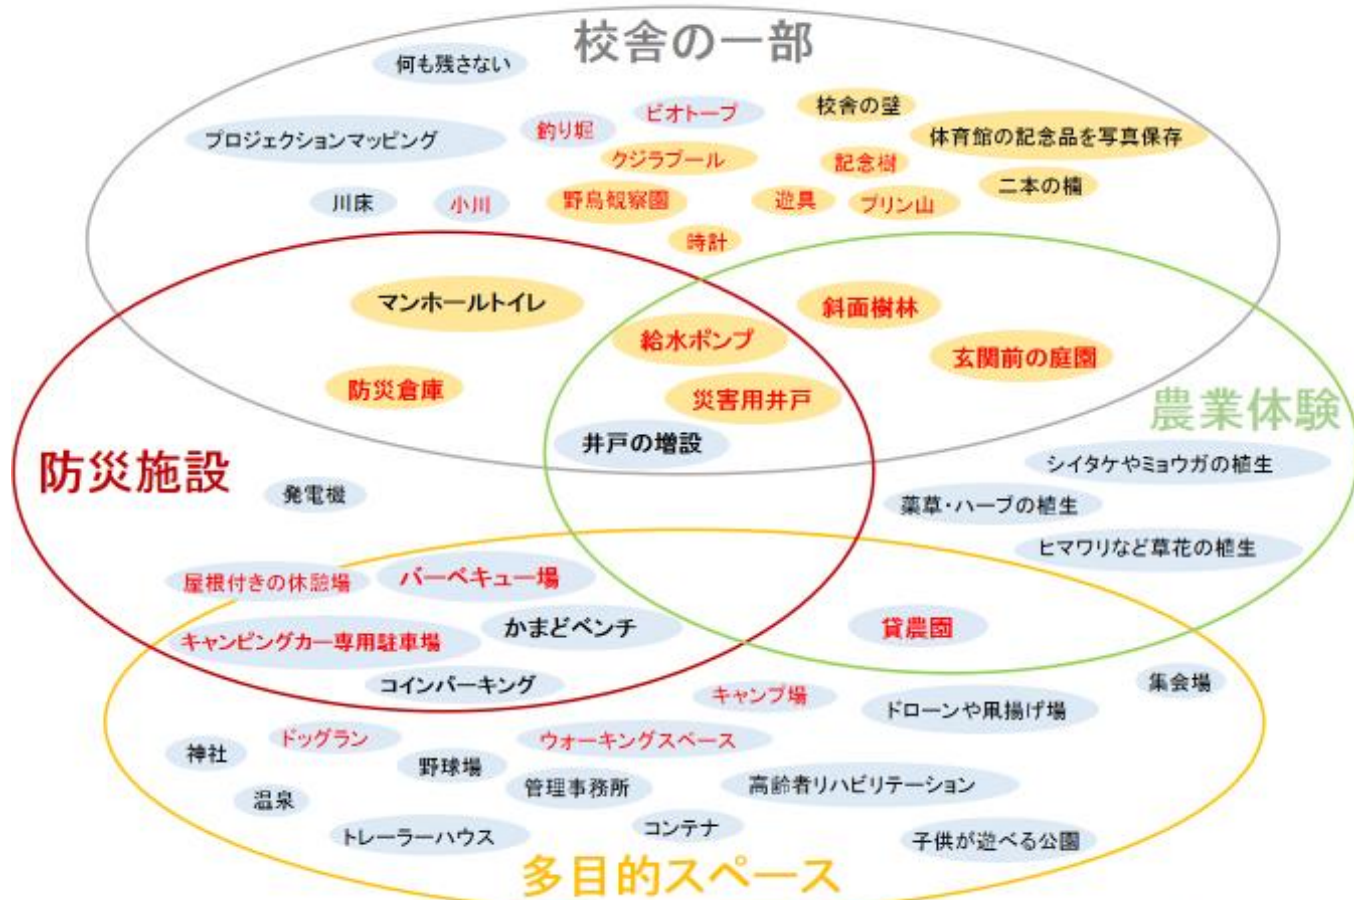 校舎の一部
何も残さない
ビオトープ
校舎の壁
プロジェクションマッピング
釣り堀
体育館の記念品を写真保存
クジラプール
記念樹
二本の楠
川床
小川
野鳥観察園
遊具
プリン山
時計
マンホールトイレ
斜面樹林
給水ポンプ
玄関前の庭園
防災倉庫
災害用井戸
農業体験
井戸の増設
防災施設
シイタケやミョウガの植生
発電機
薬草・ハーブの植生
ヒマワリなど草花の植生
屋根付きの休憩場
バーベキュー場
かまどベンチ
貸農園
キャンピングカー専用駐車場
コインパーキング
集会場
キャンプ場
ドローンや凧揚げ場
ドッグラン
ウォーキングスペース
神社
野球場
管理事務所
高齢者リハビリテーション
温泉
トレーラーハウス
コンテナ
子供が遊べる公園
多目的スペース